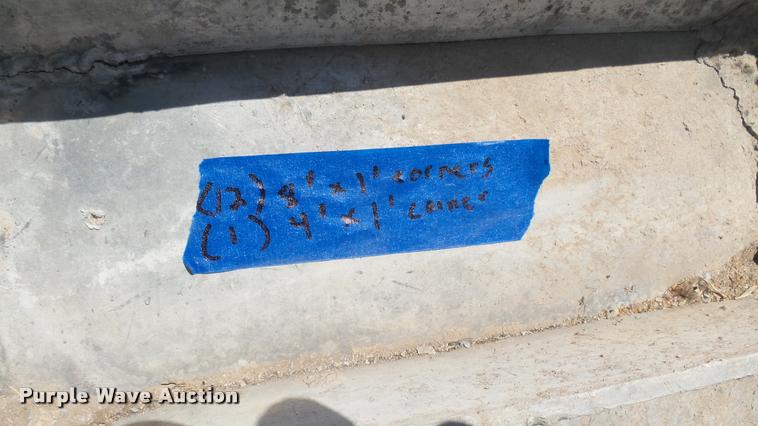 (12) 8' x 1' corners
(1) 4' x 1' corner
Purple Wave Auction